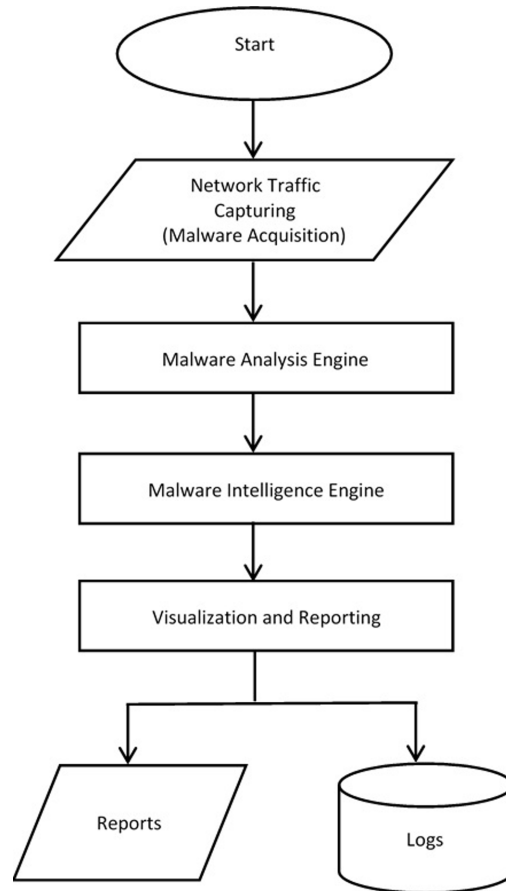 Start
Network Traffic
Capturing
(Malware Acquisition)
Malware Analysis Engine
Malware Intelligence Engine
Visualization and Reporting
Reports
Logs